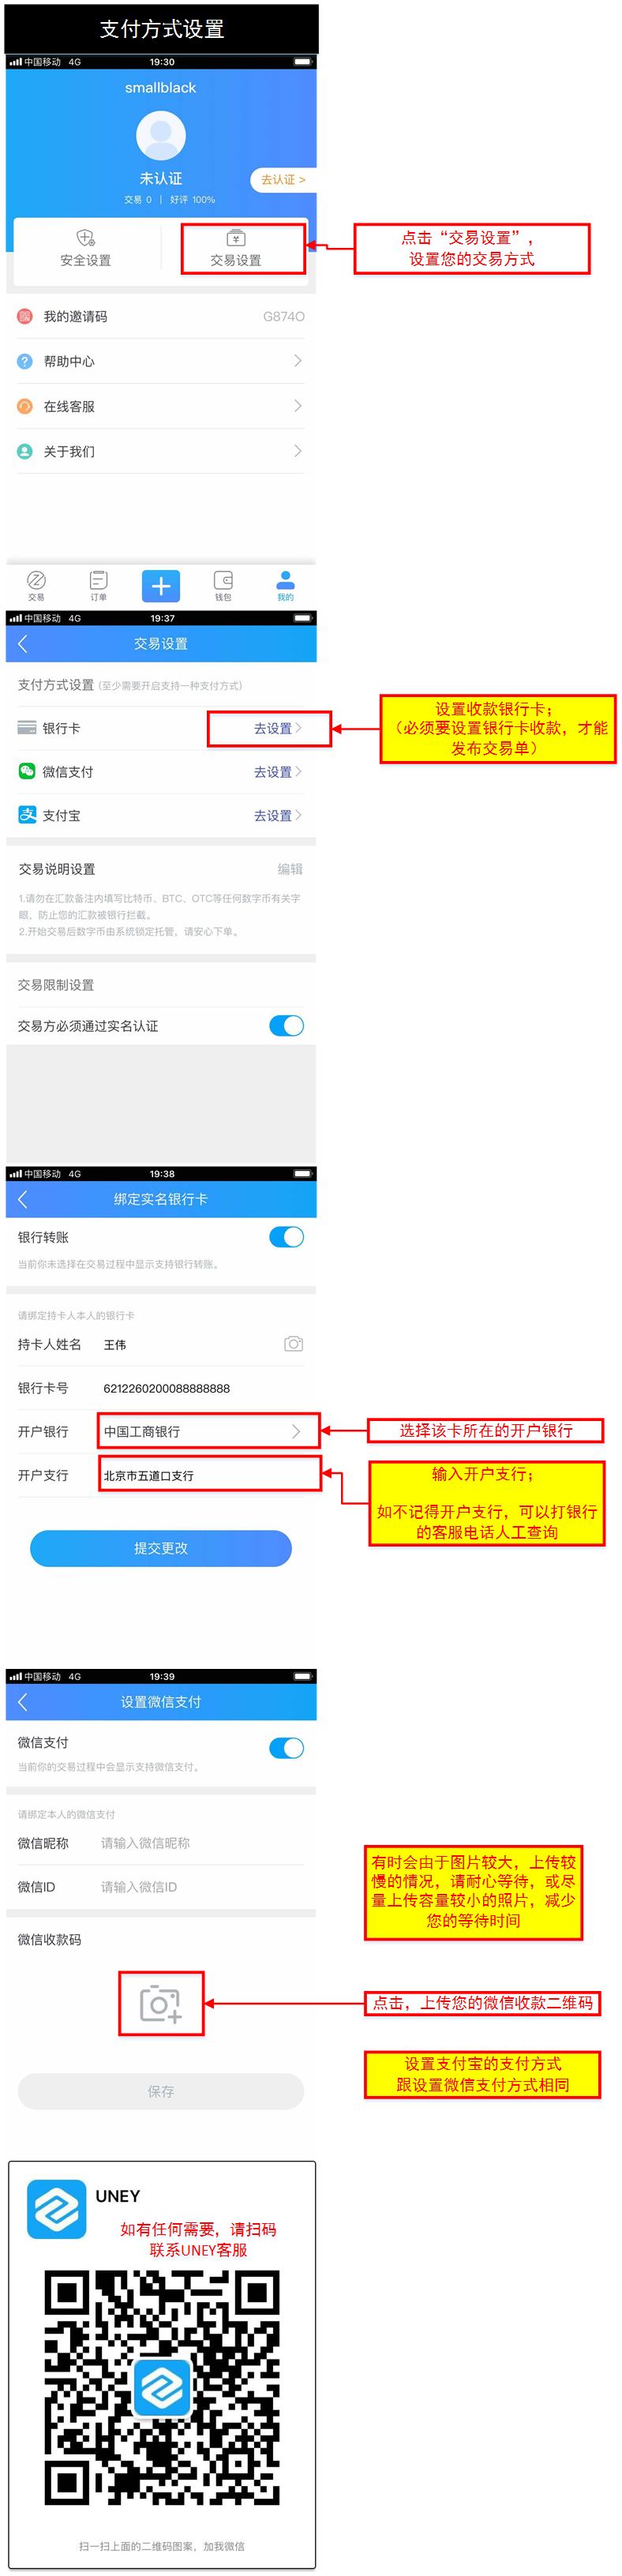 支付方式设置
中国移动 4G 19:30
smallblack
未认证
去认证 >
交易 0 | 好评 100%
安全设置
交易设置
点击“交易设置”，
设置您的交易方式
我的邀请码 G874O
帮助中心
在线客服
关于我们
交易 订单 钱包 我的
中国移动 4G 19:37
交易设置
支付方式设置 (至少需要开启支持一种支付方式)
银行卡 去设置
设置收款银行卡；
（必须要设置银行卡收款，才能
发布交易单）
微信支付 去设置
支付宝 去设置
交易说明设置 编辑
1.请勿在汇款备注内填写比特币、BTC、OTC等任何数字币有关字
眼，防止您的汇款被银行拦截。
2.开始交易后数字币由系统锁定托管，请安心下单。
交易限制设置
交易方必须通过实名认证
中国移动 4G 19:38
绑定实名银行卡
银行转账
当前你未选择在交易过程中显示支持银行转账。
请绑定持卡人本人的银行卡
持卡人姓名 王伟
银行卡号 6212260200088888888
开户银行 中国工商银行
选择该卡所在的开户银行
开户支行 北京市五道口支行
输入开户支行；
如不记得开户支行，可以打银行
的客服电话人工查询
提交更改
中国移动 4G 19:39
设置微信支付
微信支付
当前你的交易过程中会显示支持微信支付。
请绑定本人的微信支付
微信昵称 请输入微信昵称
微信ID 请输入微信ID
有时会由于图片较大，上传较
慢的情况，请耐心等待，或尽
量上传容量较小的照片，减少
您的等待时间
微信收款码
点击，上传您的微信收款二维码
设置支付宝的支付方式
跟设置微信支付方式相同
保存
UNEY
如有任何需要，请扫码
联系UNEY客服
扫一扫上面的二维码图案，加我微信